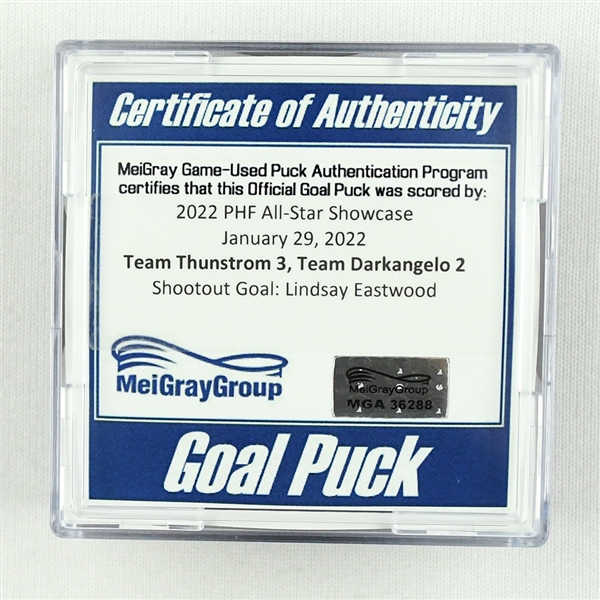 Certificate of Authenticity
MeiGray Game-Used Puck Authentication Program
certifies that this Official Goal Puck was scored by:
2022 PHF All-Star Showcase
January 29, 2022
Team Thunstrom 3, Team Darkangelo 2
Shootout Goal: Lindsay Eastwood
MeiGrayGroup
MeiGrayGroup
MGA 36288
Goal Puck